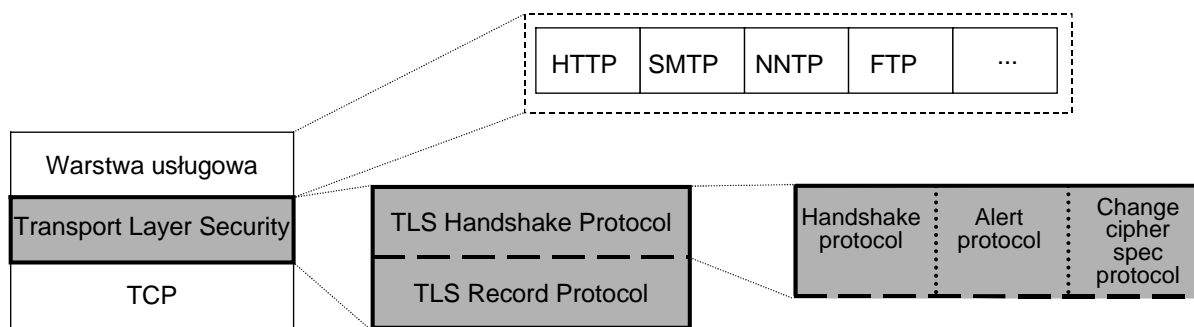 HTTP SMTP NNTP FTP ...
Warstwa usługowa
Transport Layer Security
TCP
TLS Handshake Protocol
TLS Record Protocol
Handshake
protocol
Alert
protocol
Change
cipher
spec
protocol